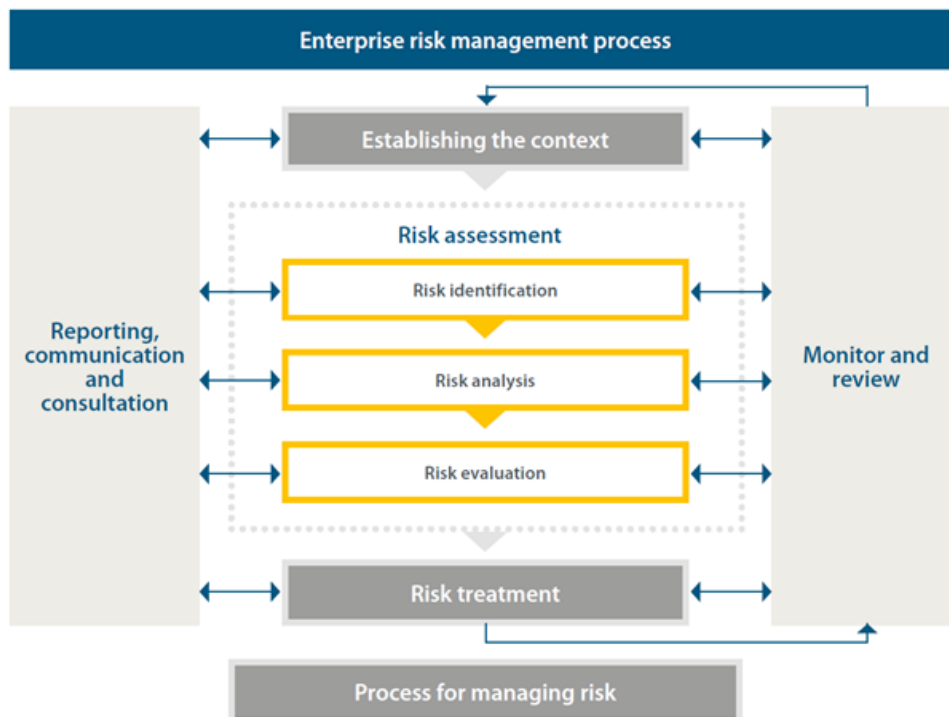 Enterprise risk management process
Establishing the context
Risk assessment
Risk identification
Risk analysis
Risk evaluation
Reporting,
communication
and
consultation
Monitor and
review
Risk treatment
Process for managing risk